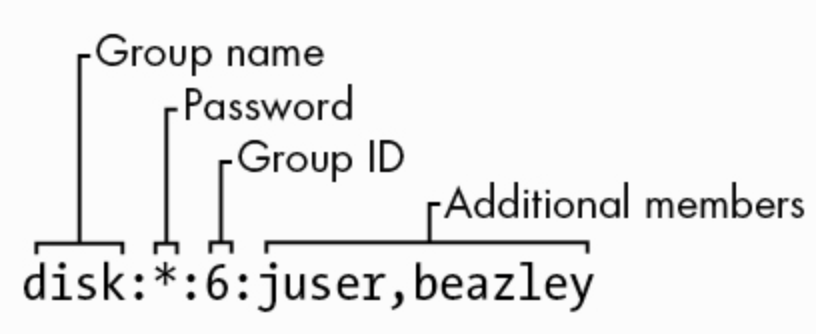 Group name
Password
Group ID
Additional members
disk:*:6:juser,beazley